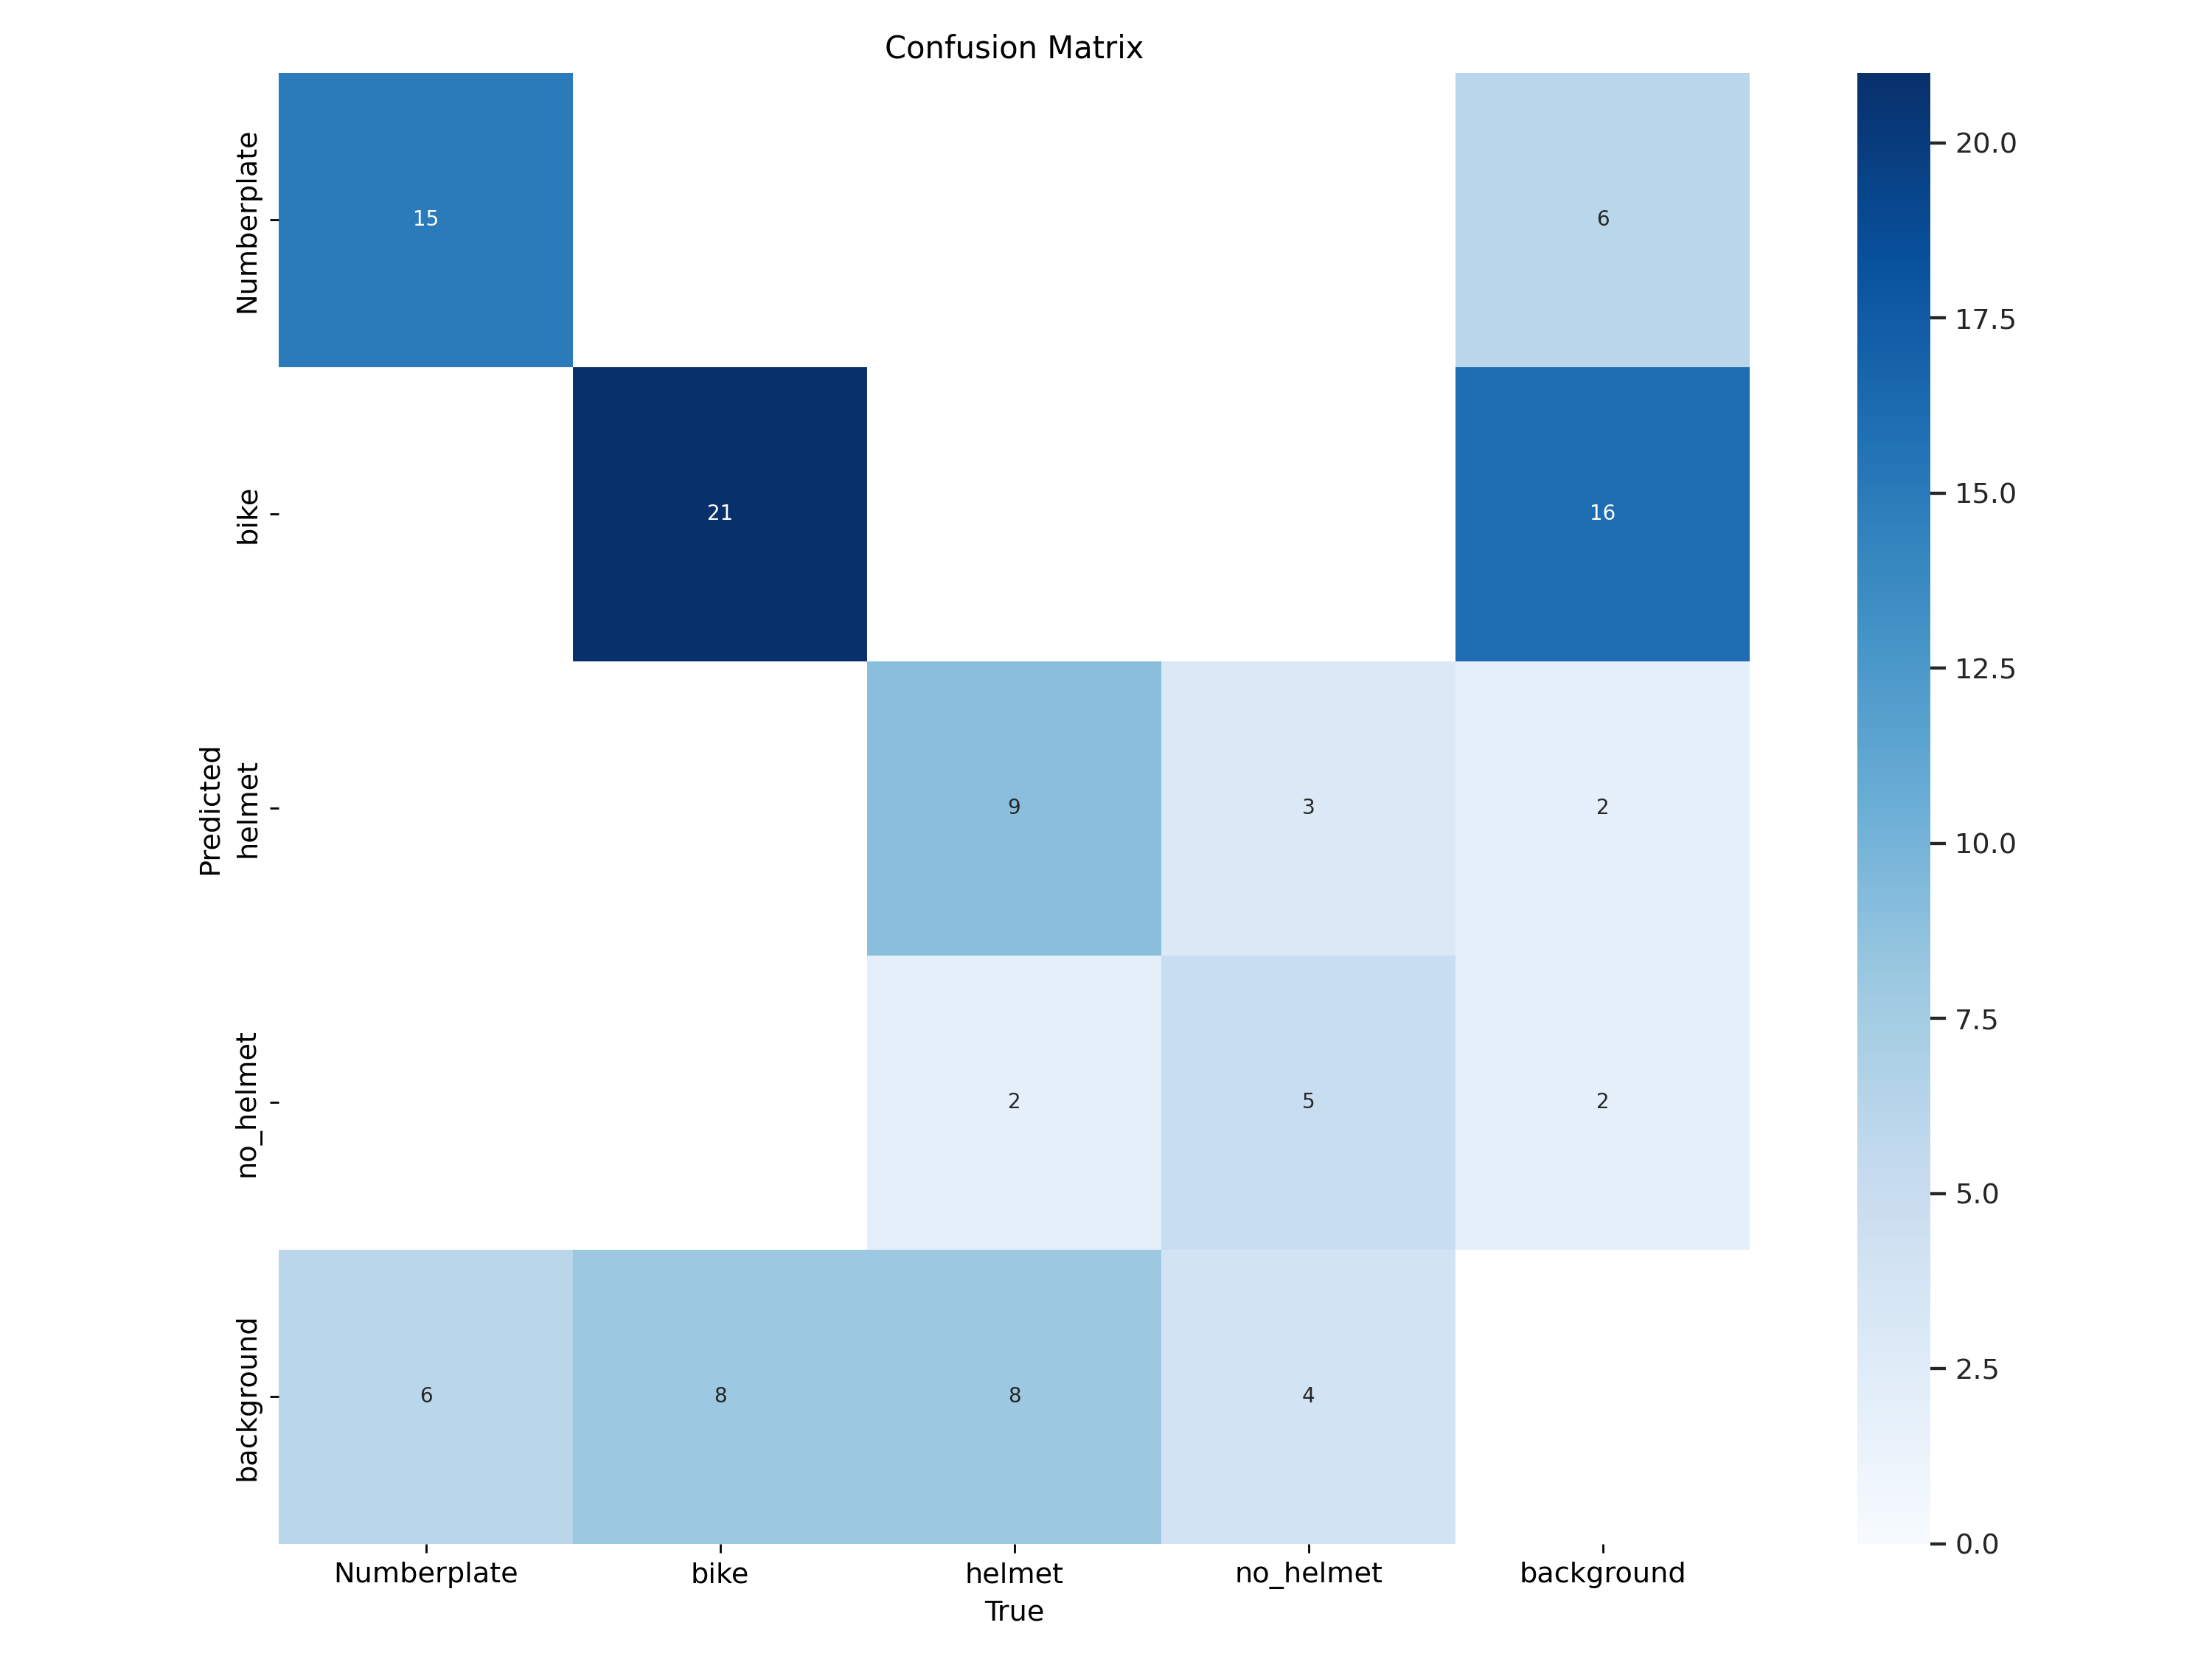 Confusion Matrix
Numberplate
15
6
20.0
17.5
bike
21
16
15.0
12.5
Predicted
helmet
9
3
2
10.0
7.5
no_helmet
2
5
2
5.0
2.5
background
6
8
8
4
0.0
Numberplate
bike
helmet
no_helmet
background
True